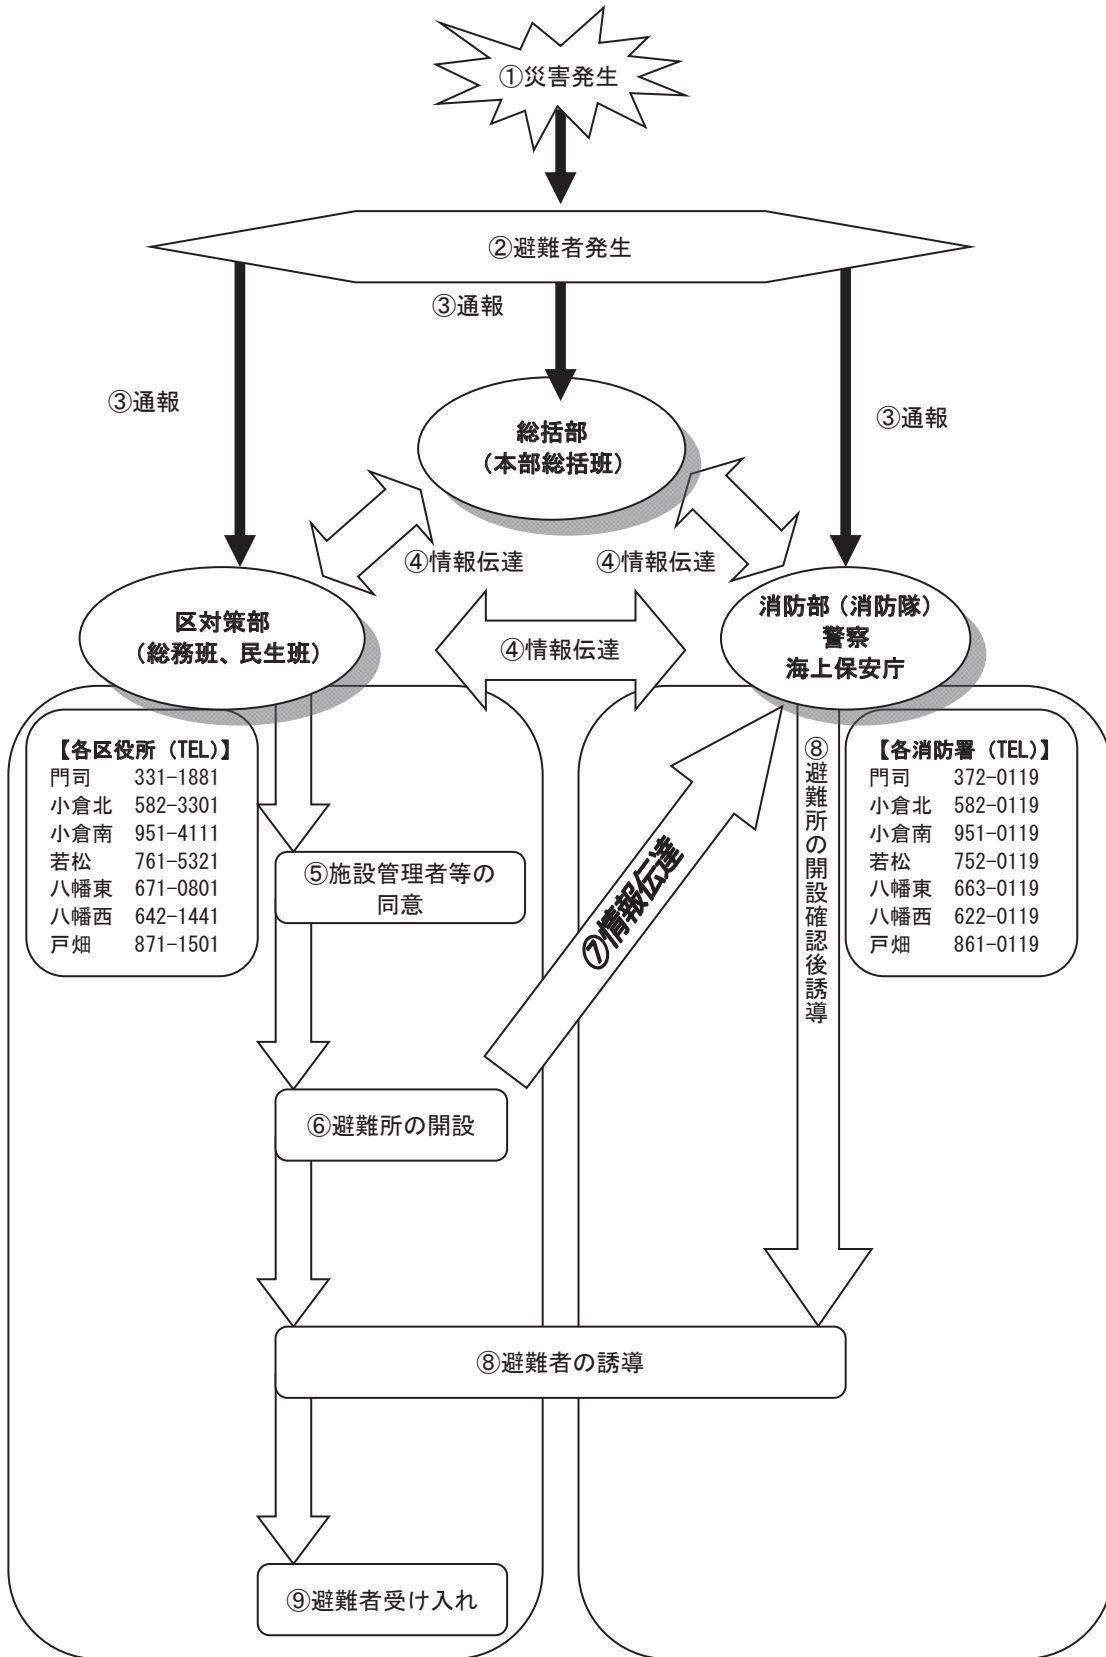 ①災害発生
②避難者発生
③通報
③通報
③通報
総括部
（本部総括班）
④情報伝達
④情報伝達
区対策部
（総務班、民生班）
④情報伝達
消防部（消防隊）
警察
海上保安庁
【各区役所（TEL）】
門司 331-1881
小倉北 582-3301
小倉南 951-4111
若松 761-5321
八幡東 671-0801
八幡西 642-1441
戸畑 871-1501
⑧避難所の開設確認後誘導
【各消防署（TEL）】
門司 372-0119
小倉北 582-0119
小倉南 951-0119
若松 752-0119
八幡東 663-0119
八幡西 622-0119
戸畑 861-0119
⑤施設管理者等の
同意
⑦情報伝達
⑥避難所の開設
⑧避難者の誘導
⑨避難者受け入れ